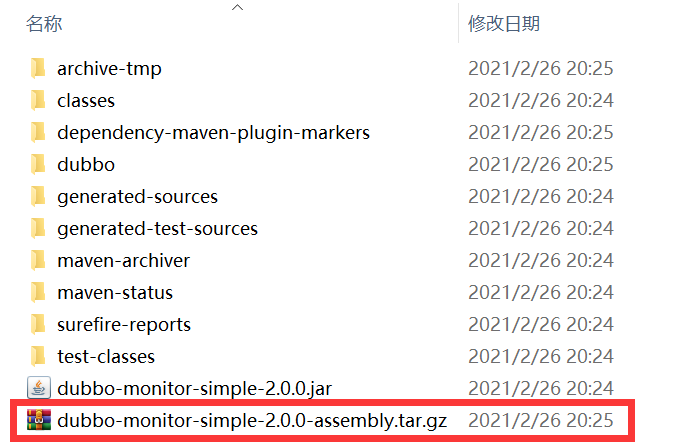 名称 修改日期
archive-tmp 2021/2/26 20:25
classes 2021/2/26 20:24
dependency-maven-plugin-markers 2021/2/26 20:25
dubbo 2021/2/26 20:25
generated-sources 2021/2/26 20:24
generated-test-sources 2021/2/26 20:24
maven-archiver 2021/2/26 20:24
maven-status 2021/2/26 20:24
surefire-reports 2021/2/26 20:24
test-classes 2021/2/26 20:24
dubbo-monitor-simple-2.0.0.jar 2021/2/26 20:24
dubbo-monitor-simple-2.0.0-assembly.tar.gz 2021/2/26 20:25